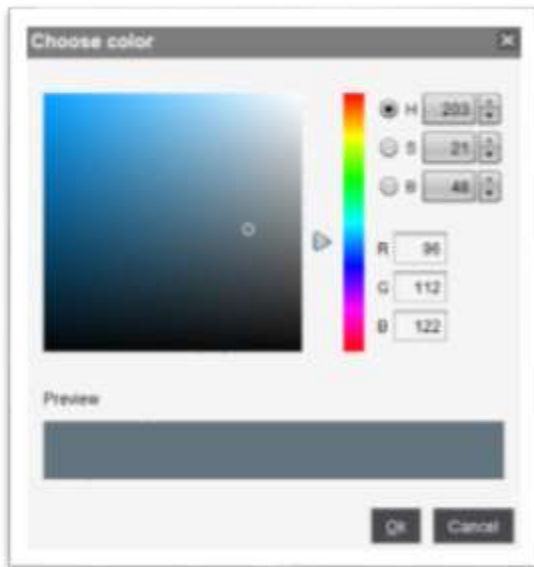 Choose color
H 203
S 21
B 48
R 96
G 112
B 122
Preview
Ok Cancel